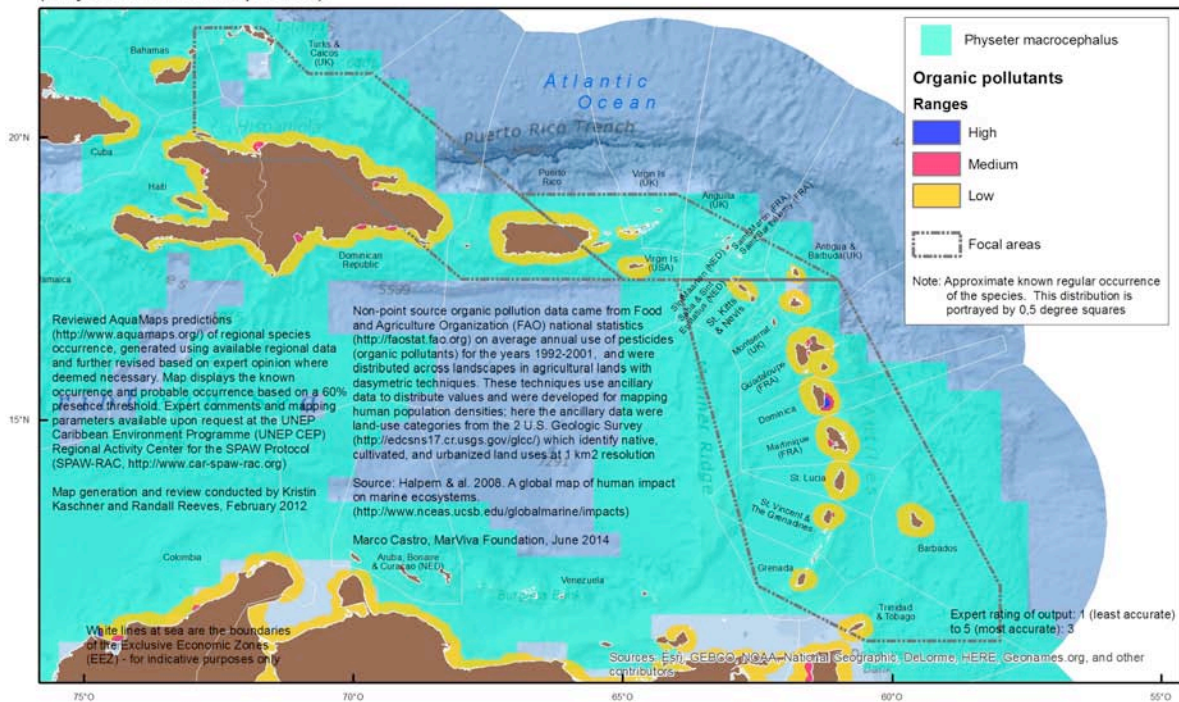 Physeter macrocephalus
Organic pollutants
Ranges
High
Medium
Low
Focal areas
Note: Approximate known regular occurrence
of the species. This distribution is
portrayed by 0,5 degree squares
Bahamas
Turks &
Caicos
(UK)
Atlantic
Ocean
20°N
Hispaniola
Puerto Rico Trench
Cuba
Haiti
Puerto
Rico
Virgin Is
(UK)
Anguilla
(UK)
Saint Martin (FRA)
Saint Barthelemy (FRA)
Jamaica
Dominican
Republic
Virgin Is
(USA)
Antigua &
Barbuda(UK)
5599
St. Kitts
& Nevis
Montserrat
(UK)
Guadaloupe
(FRA)
Reviewed AquaMaps predictions
(http://www.aquamaps.org/) of regional species
occurrence, generated using available regional data
and further revised based on expert opinion where
deemed necessary. Map displays the known
occurrence and probable occurrence based on a 60%
presence threshold. Expert comments and mapping
parameters available upon request at the UNEP
Caribbean Environment Programme (UNEP CEP)
Regional Activity Center for the SPAW Protocol
(SPAW-RAC, http://www.car-spaw-rac.org)
Map generation and review conducted by Kristin
Kaschner and Randall Reeves, February 2012
Non-point source organic pollution data came from Food
and Agriculture Organization (FAO) national statistics
(http://faostat.fao.org) on average annual use of pesticides
(organic pollutants) for the years 1992-2001, and were
distributed across landscapes in agricultural lands with
dasymetric techniques. These techniques use ancillary
data to distribute values and were developed for mapping
human population densities; here the ancillary data were
land-use categories from the 2 U.S. Geologic Survey
(http://edcsns17.cr.usgs.gov/glcc/) which identify native,
cultivated, and urbanized land uses at 1 km2 resolution
Source: Halpern & al. 2008. A global map of human impact
on marine ecosystems.
(http://www.nceas.ucsb.edu/globalmarine/impacts)
Marco Castro, MarViva Foundation, June 2014
15°N
Dominica
Martinique
(FRA)
St. Lucia
St. Vincent &
The Grenadines
Barbados
Grenada
Trinidad
& Tobago
Colombia
Aruba, Bonaire
& Curaçao (NED)
Venezuela
White lines at sea are the boundaries
of the Exclusive Economic Zones
(EEZ) - for indicative purposes only
Expert rating of output: 1 (least accurate)
to 5 (most accurate): 3
Sources: Esri, GEBCO, NOAA, National Geographic, DeLorme, HERE, Geonames.org, and other
contributors
Bank
75°O
70°O
65°O
60°O
55°O